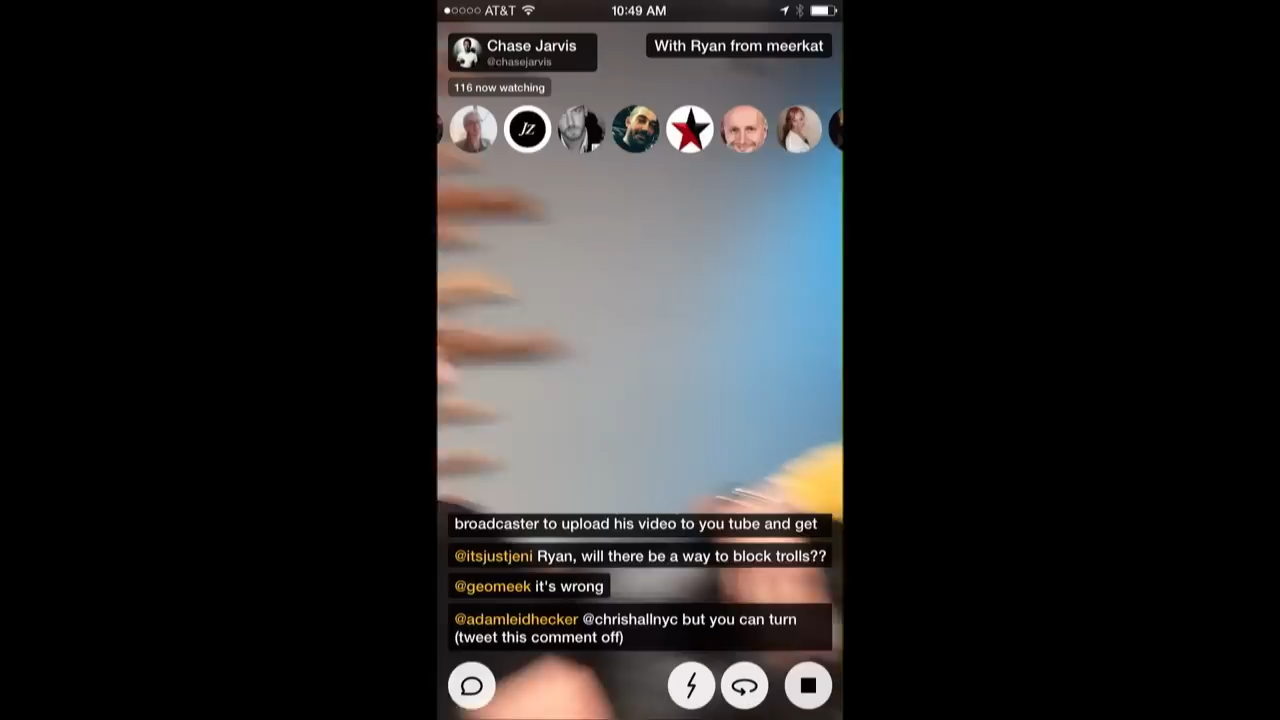 AT&T 10:49 AM
Chase Jarvis
@chasejarvis
With Ryan from meerkat
116 now watching
JZ
broadcaster to upload his video to you tube and get
@itsjustjeni Ryan, will there be a way to block trolls??
@geomeek it's wrong
@adamleidhecker @chrishallnyc but you can turn
(tweet this comment off)